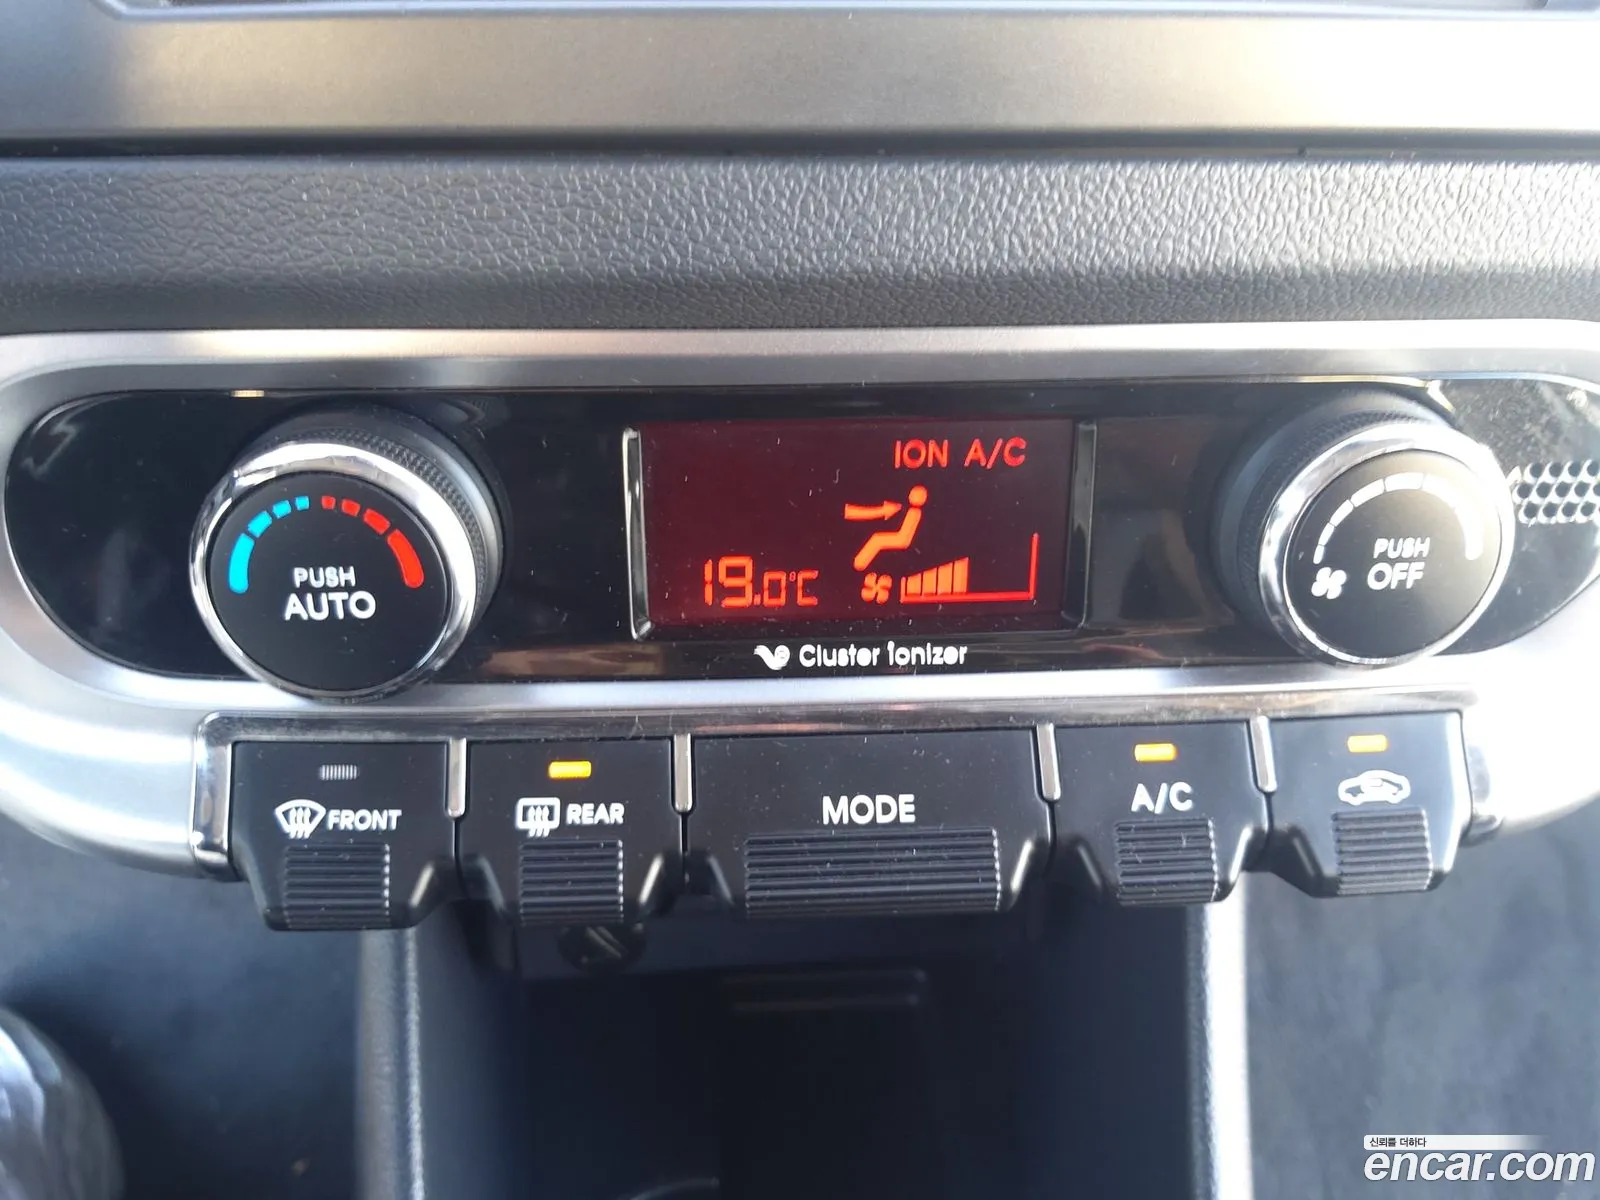 ION A/C
19.0°C
PUSH
AUTO
PUSH
OFF
Cluster ionizer
FRONT
REAR
MODE
A/C
신뢰를 더하다
encar.com